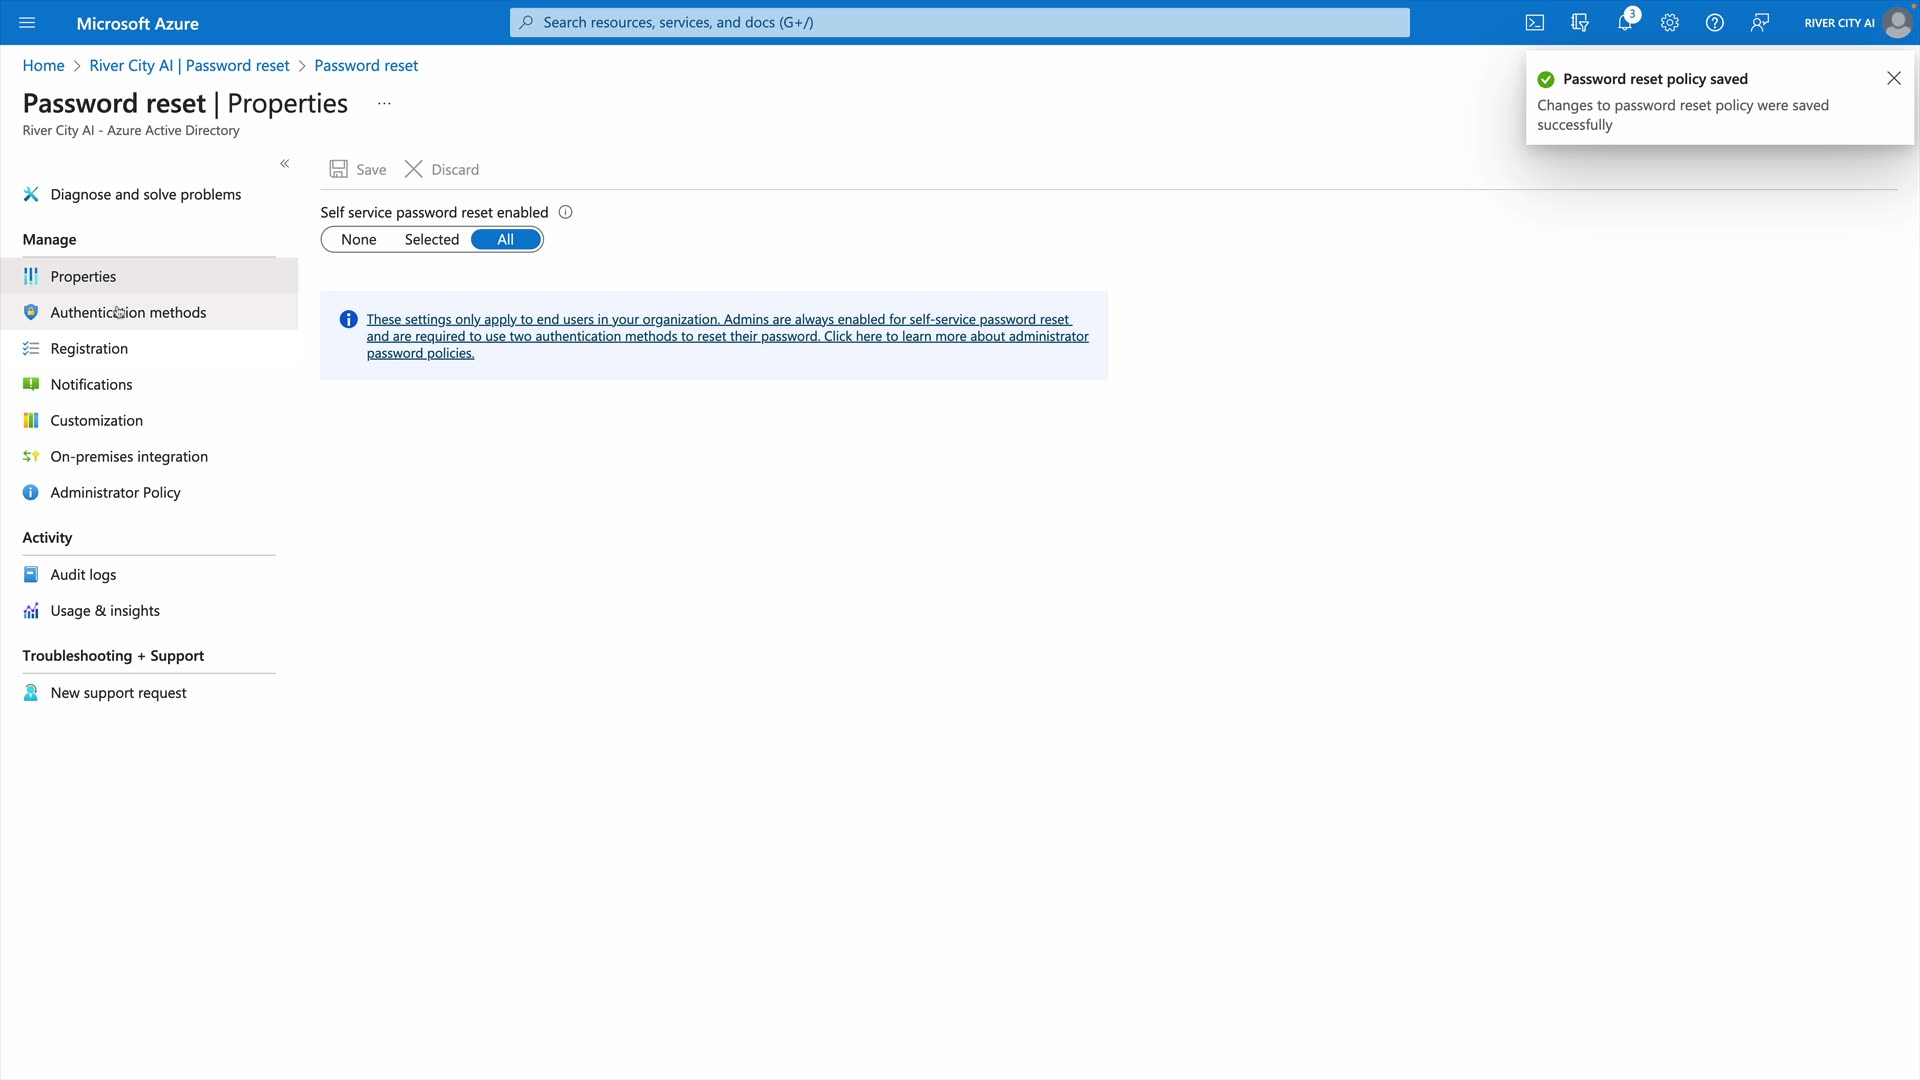 Microsoft Azure
Search resources, services, and docs (G+/)
3
RIVER CITY AI
Home > River City AI | Password reset > Password reset
Password reset | Properties ...
River City AI - Azure Active Directory
Password reset policy saved
Changes to password reset policy were saved
successfully
«
Diagnose and solve problems
Manage
Properties
Authentication methods
Registration
Notifications
Customization
On-premises integration
Administrator Policy
Activity
Audit logs
Usage & insights
Troubleshooting + Support
New support request
Save Discard
Self service password reset enabled
None Selected All
These settings only apply to end users in your organization. Admins are always enabled for self-service password reset
and are required to use two authentication methods to reset their password. Click here to learn more about administrator
password policies.